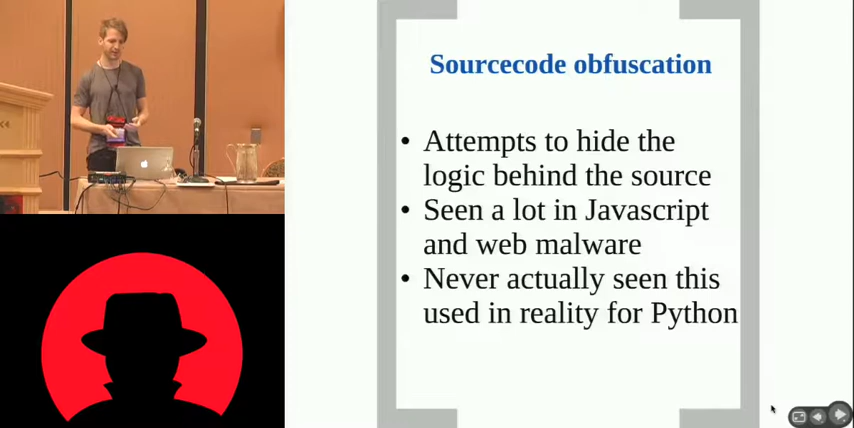 Sourcecode obfuscation
• Attempts to hide the
logic behind the source
• Seen a lot in Javascript
and web malware
• Never actually seen this
used in reality for Python